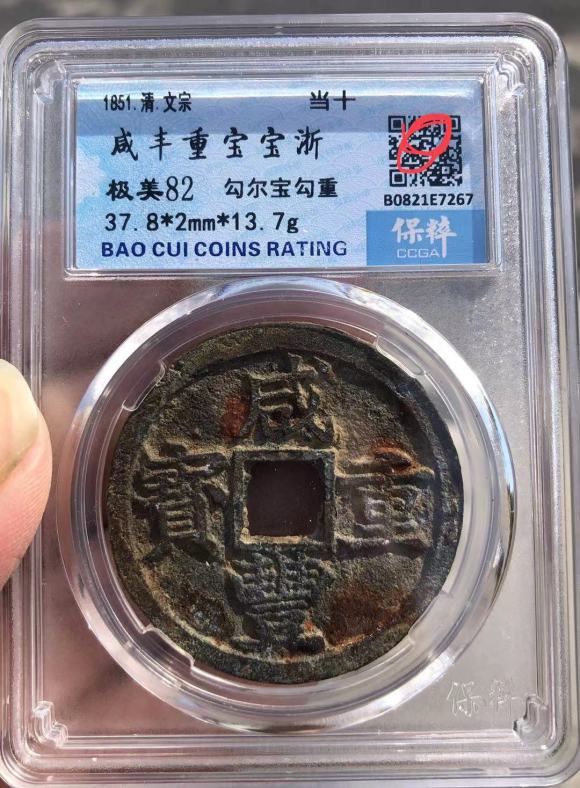 1851.清.文宗 当十
咸丰重宝宝浙
极美82 勾尔宝勾重
B0821E7267
37.8*2mm*13.7g
保粹
CCGA
BAO CUI COINS RATING
咸
寶 重
豐
保粹